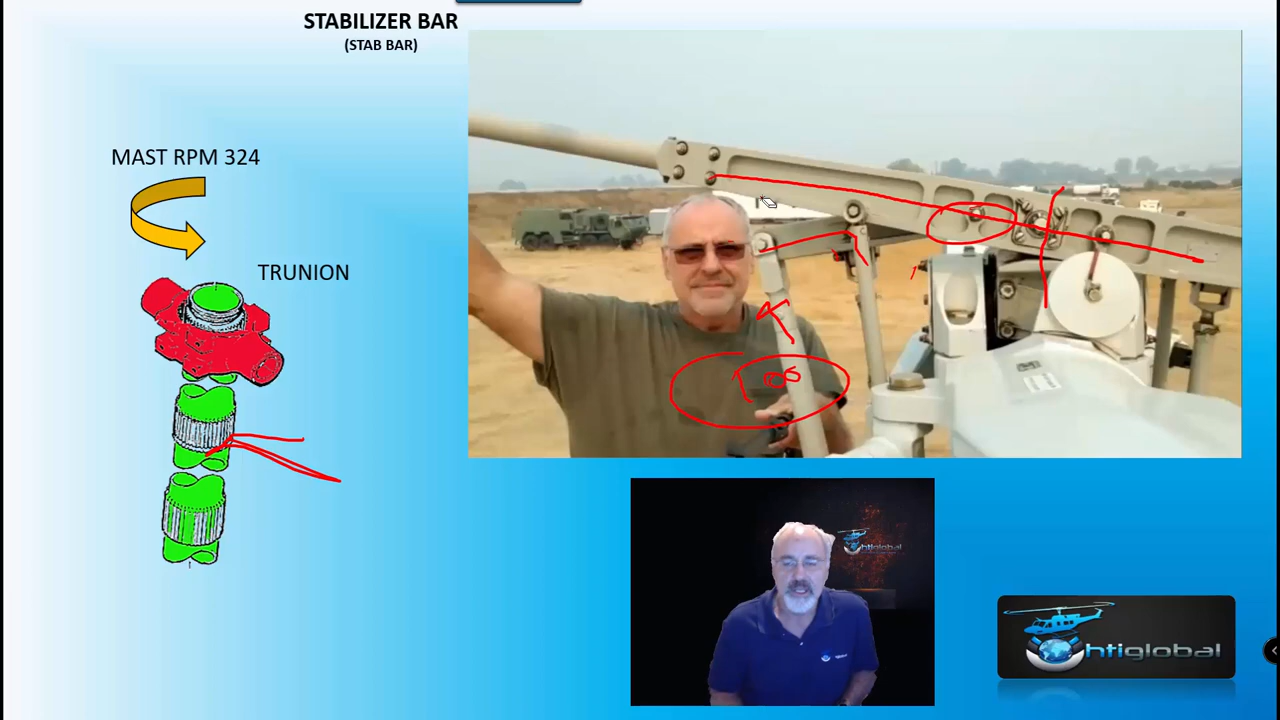 STABILIZER BAR
(STAB BAR)
MAST RPM 324
TRUNION
htiglobal
htiglobal